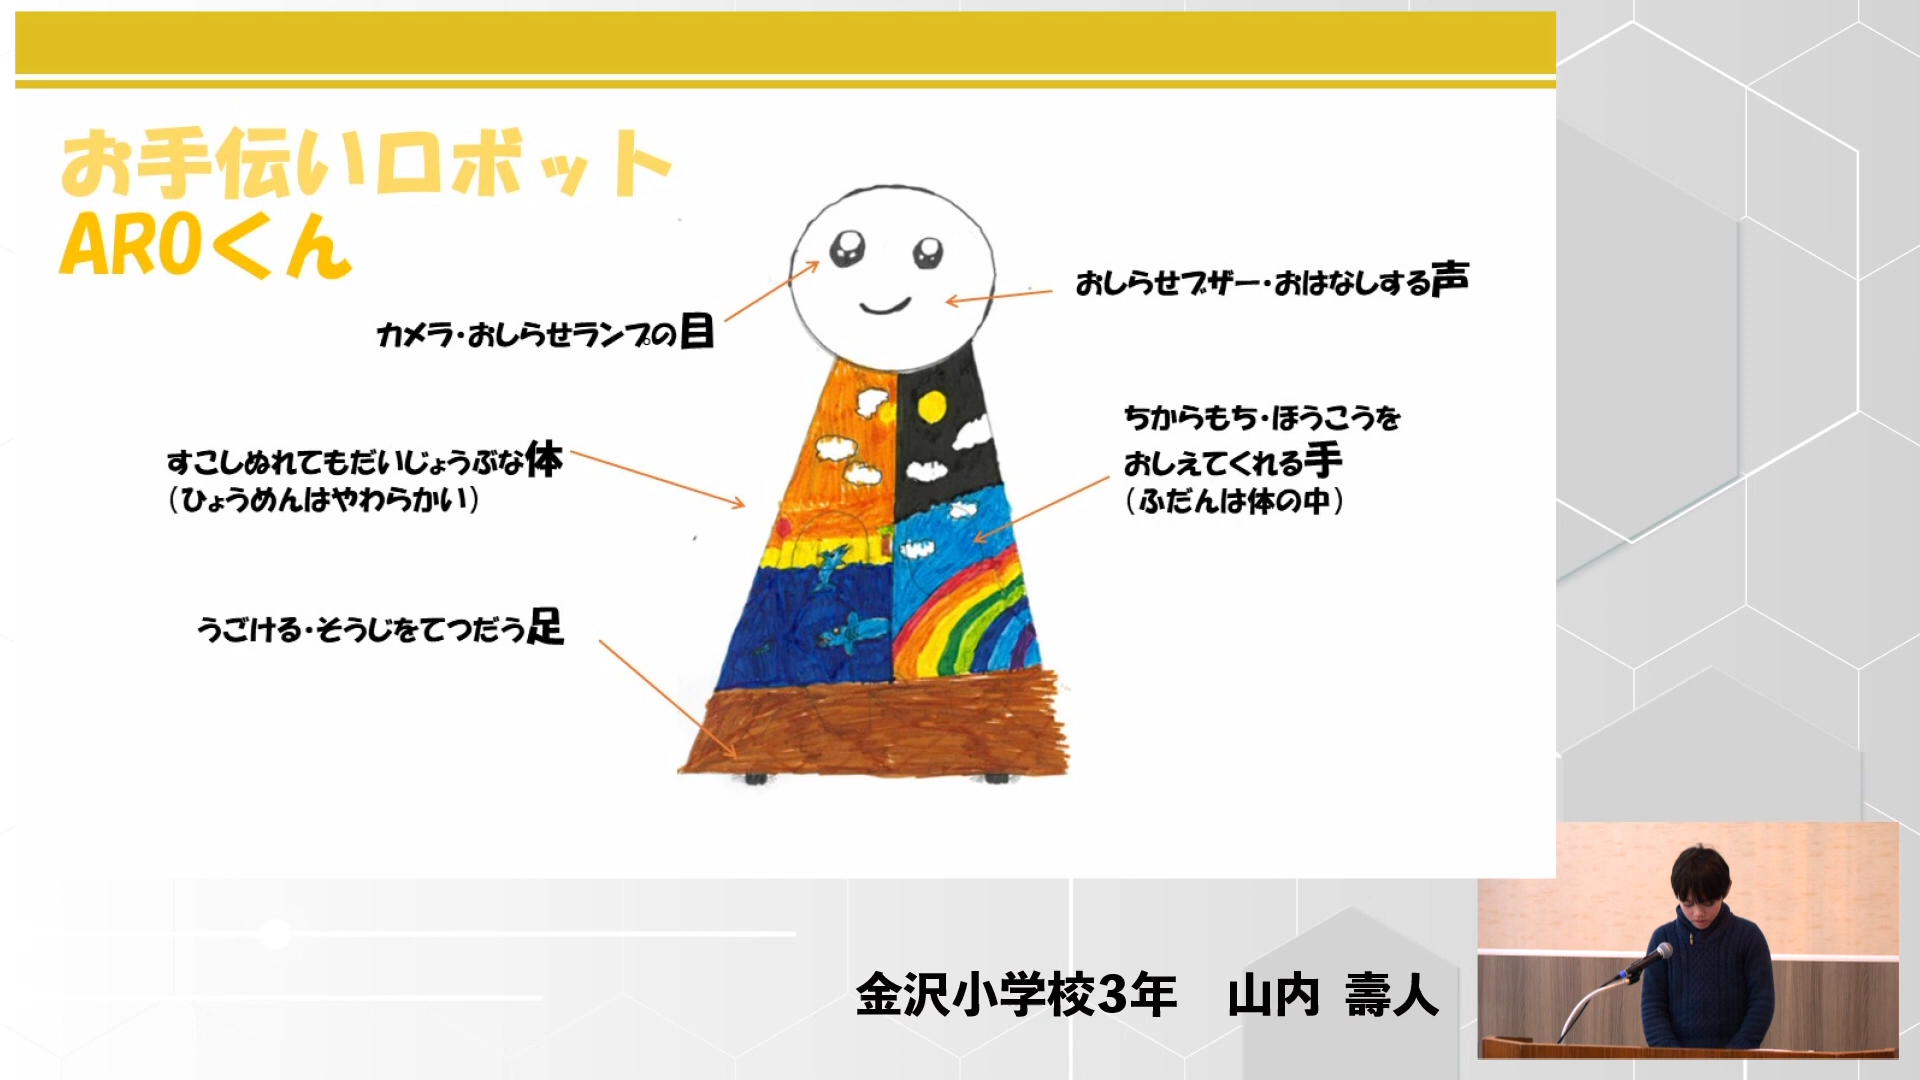 お手伝いロボット
AROくん
カメラ・おしらせランプの目
おしらせブザー・おはなしする声
すこしぬれてもだいじょうぶな体
（ひょうめんはやわらかい）
ちからもち・ほうこうを
おしえてくれる手
（ふだんは体の中）
うごける・そうじをてつだう足
金沢小学校3年　山内 壽人